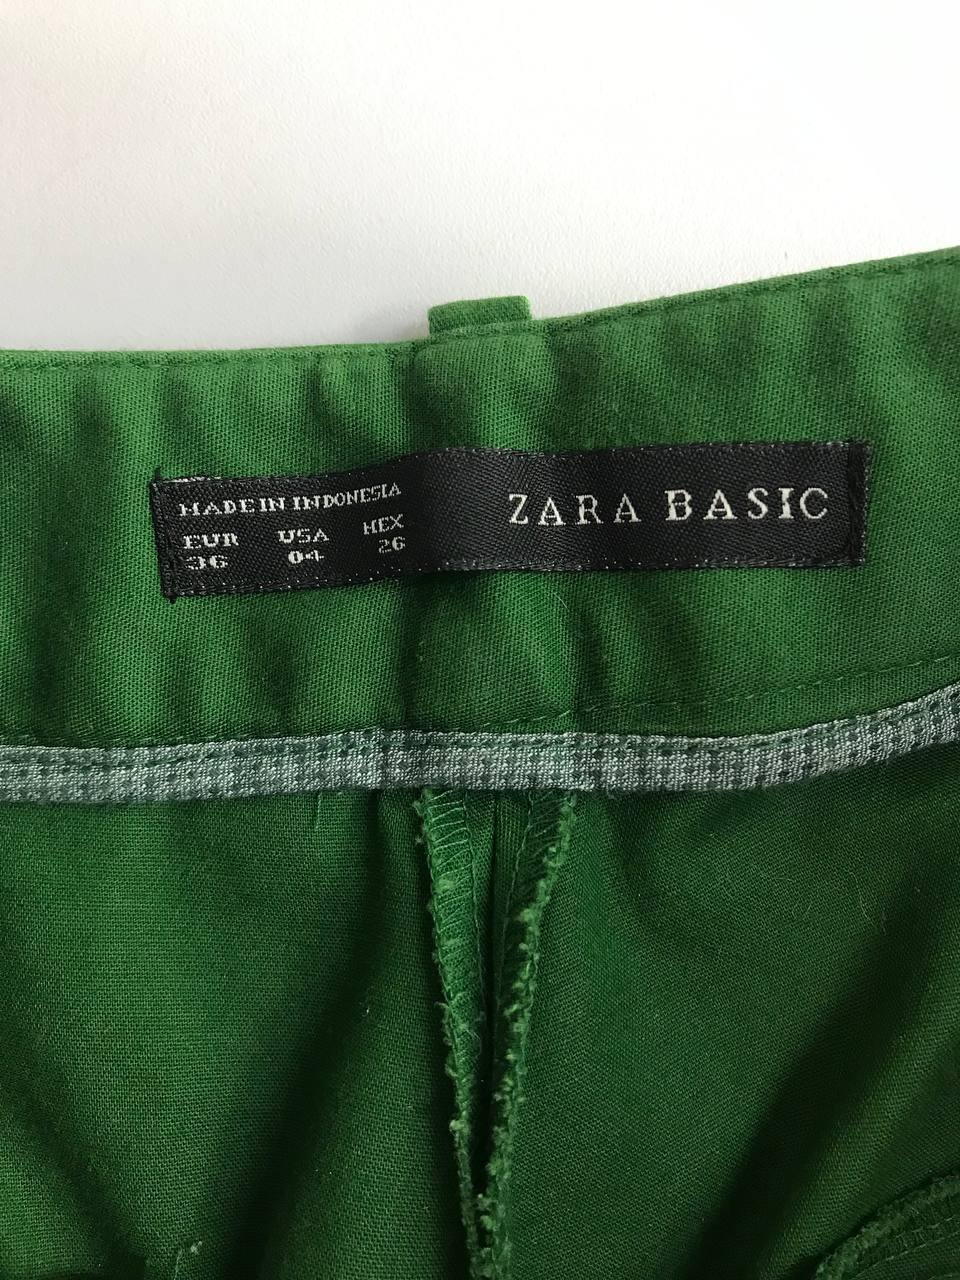 MADE IN INDONESIA
EUR USA MEX
36 04 26
ZARA BASIC